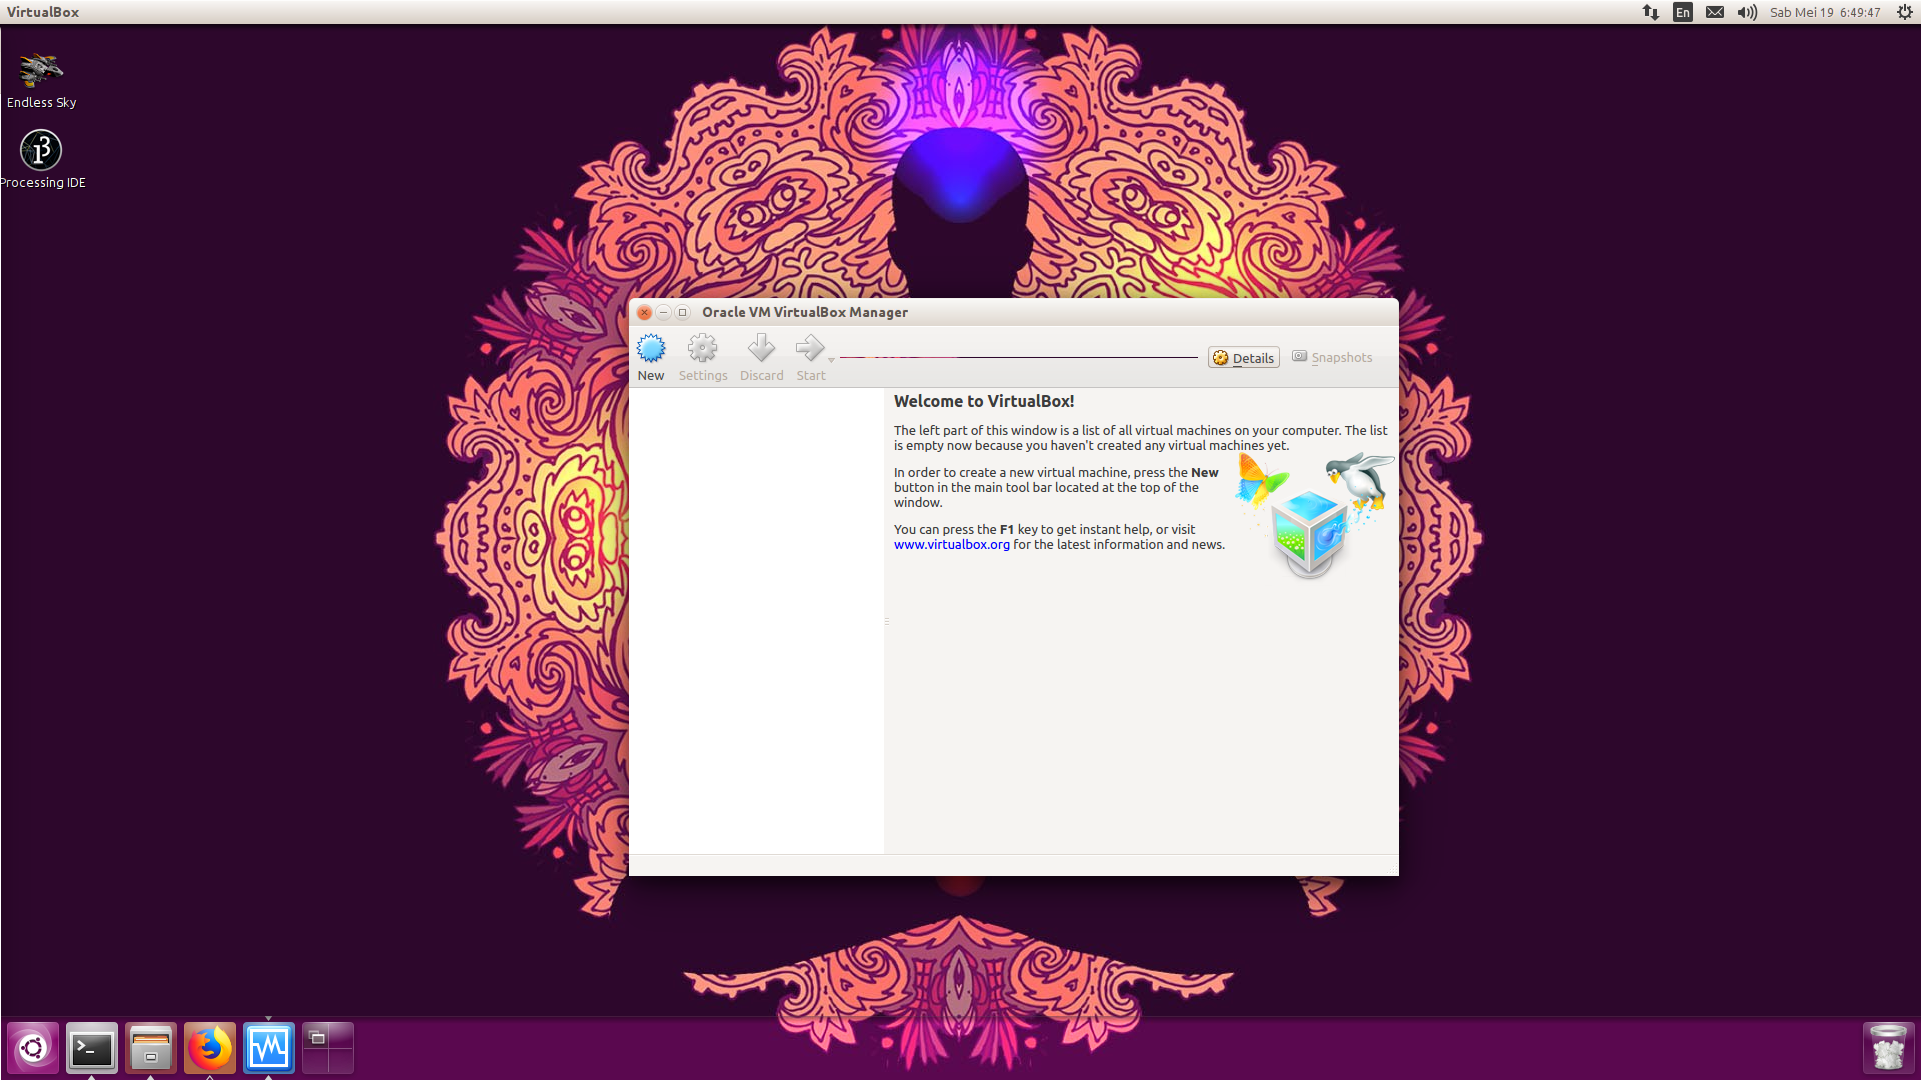 VirtualBox
En
Sab Mei 19 6:49:47
Endless Sky
Processing IDE
Oracle VM VirtualBox Manager
New
Settings
Discard
Start
Details
Snapshots
Welcome to VirtualBox!
The left part of this window is a list of all virtual machines on your computer. The list
is empty now because you haven't created any virtual machines yet.
In order to create a new virtual machine, press the New
button in the main tool bar located at the top of the
window.
You can press the F1 key to get instant help, or visit
www.virtualbox.org for the latest information and news.